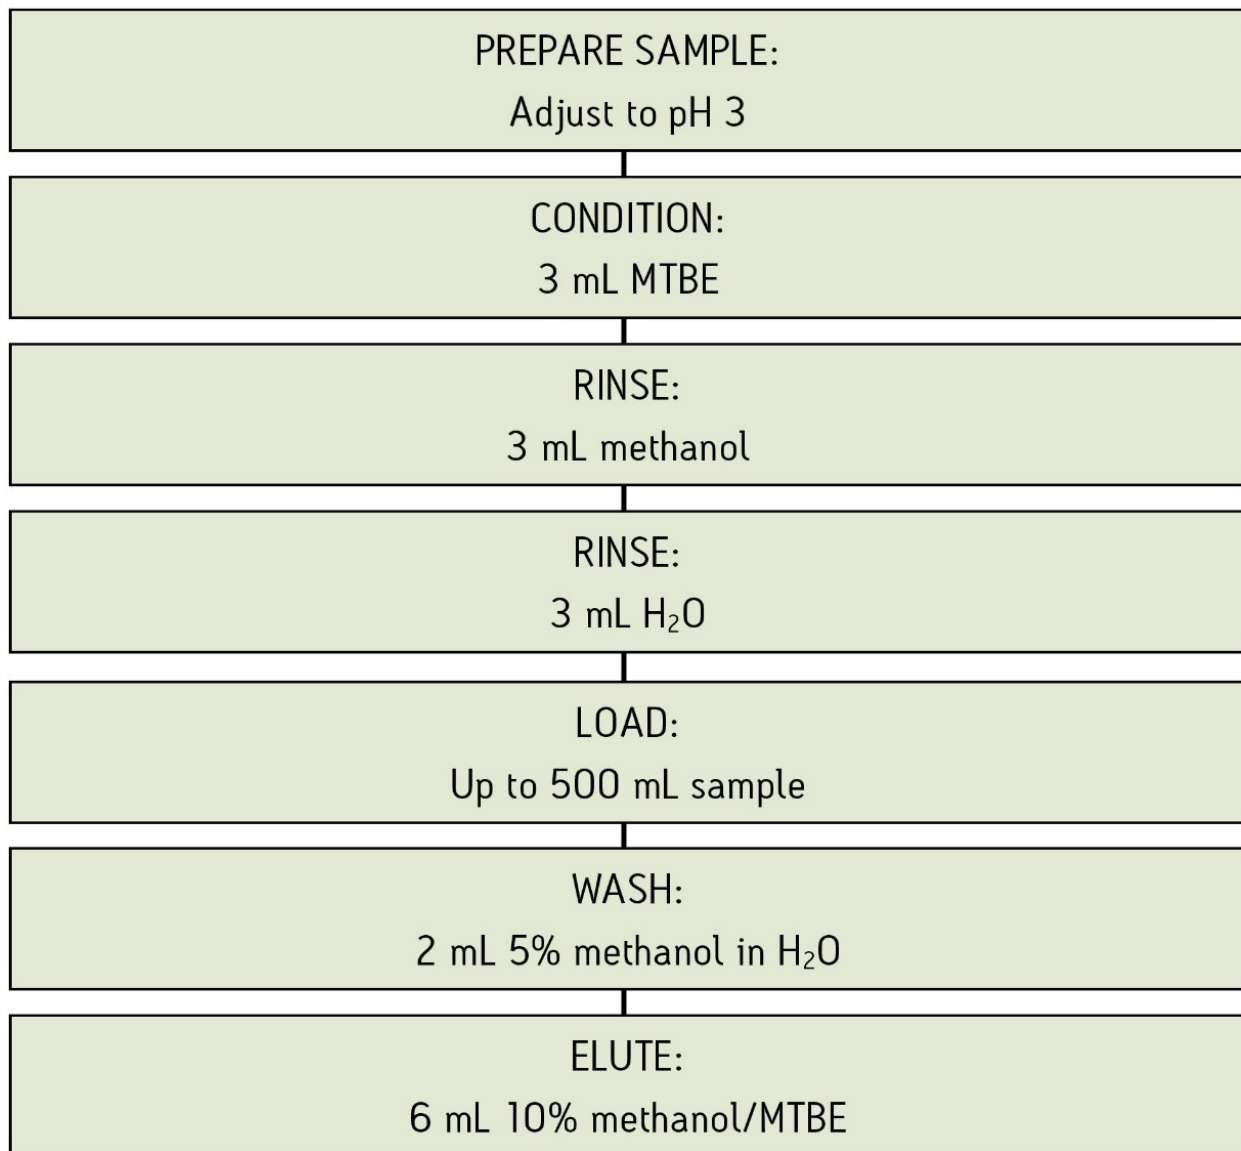 PREPARE SAMPLE:
Adjust to pH 3
CONDITION:
3 mL MTBE
RINSE:
3 mL methanol
RINSE:
3 mL H₂O
LOAD:
Up to 500 mL sample
WASH:
2 mL 5% methanol in H₂O
ELUTE:
6 mL 10% methanol/MTBE